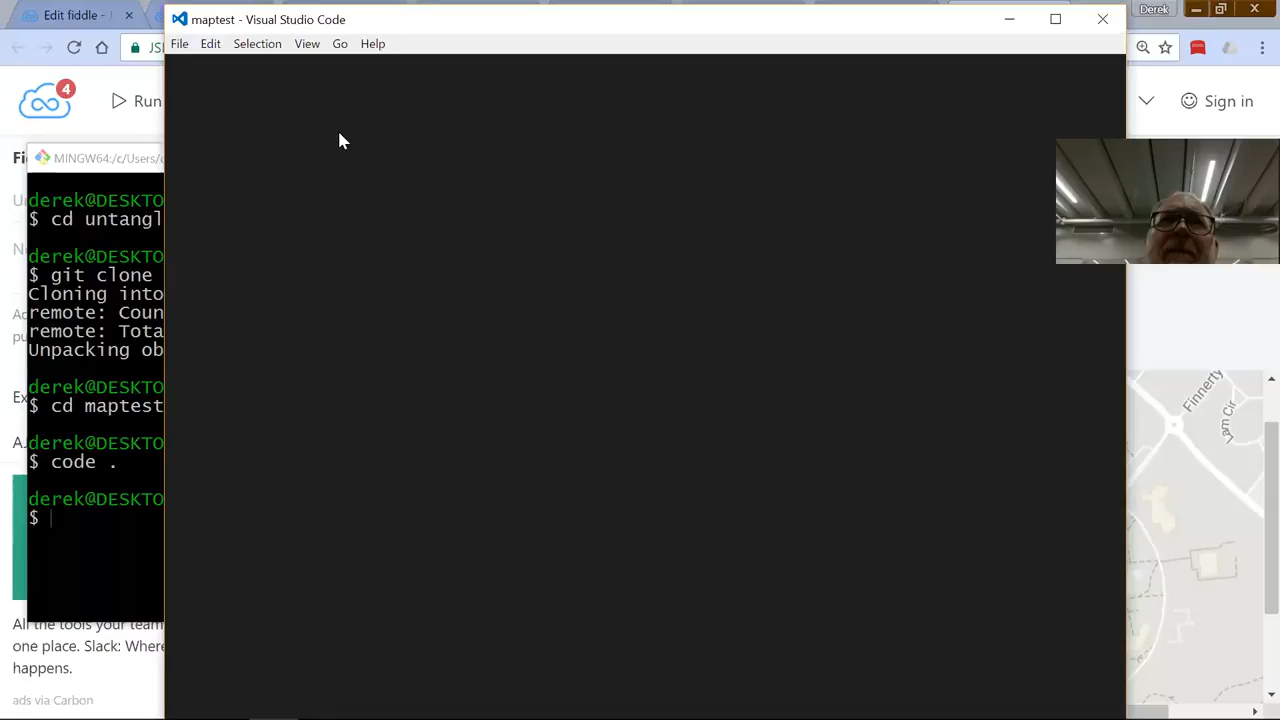 Edit fiddle -
maptest - Visual Studio Code
Derek
File Edit Selection View Go Help
4
Run
Sign in
MINGW64:/c/Users/
derek@DESKTO
$ cd untangl
derek@DESKTO
$ git clone
Cloning into
remote: Coun
remote: Tota
Unpacking ob
derek@DESKTO
$ cd maptest
derek@DESKTO
$ code .
derek@DESKTO
$
Finnerty
am Cir
All the tools your team
one place. Slack: Where
happens.
ads via Carbon